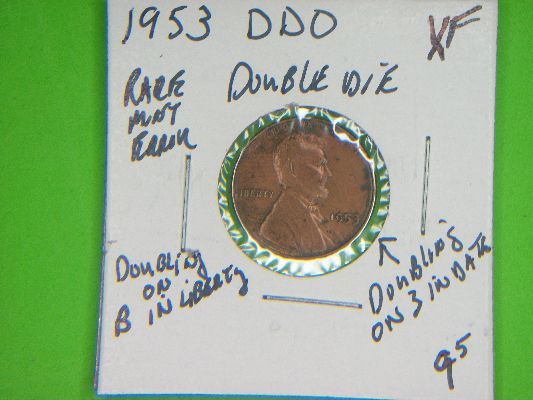 1953 DDO
XF
RARE
MINT
ERROR
DOUBLE DIE
LIBERTY
1953
DOUBLING
ON
B IN LIBERTY
DOUBLING
ON 3 IN DATE
95